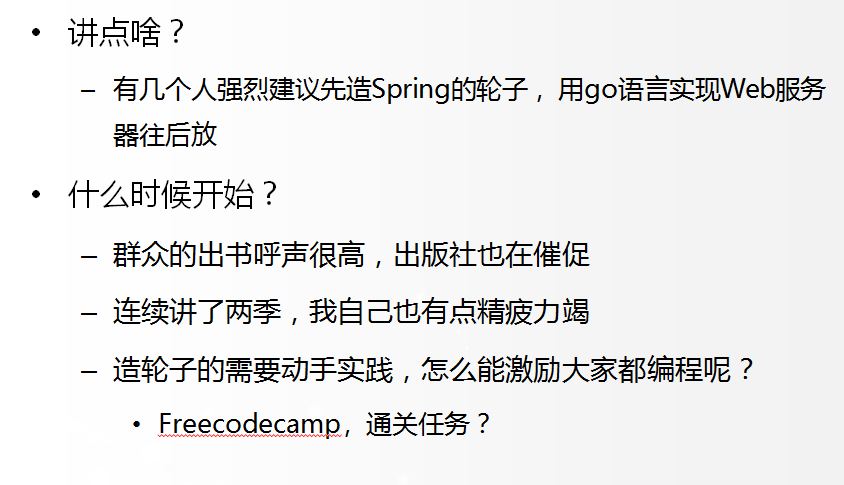 • 讲点啥？
– 有几个人强烈建议先造Spring的轮子，用go语言实现Web服务
器往后放
• 什么时候开始？
– 群众的出书呼声很高，出版社也在催促
– 连续讲了两季，我自己也有点精疲力竭
– 造轮子的需要动手实践，怎么能激励大家都编程呢？
• Freecodecamp，通关任务？